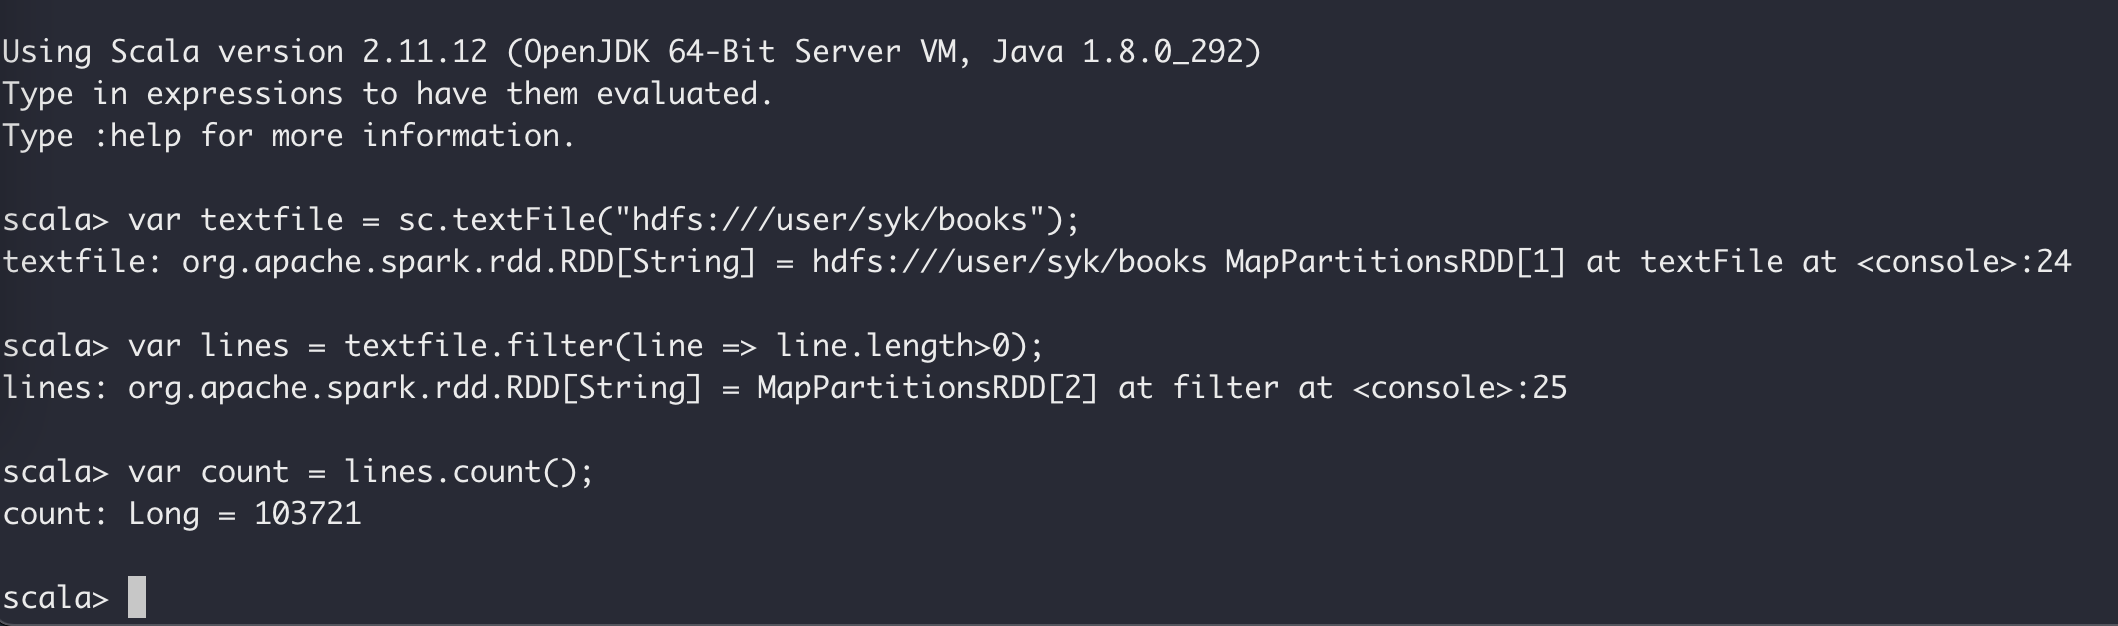 Using Scala version 2.11.12 (OpenJDK 64-Bit Server VM, Java 1.8.0_292)
Type in expressions to have them evaluated.
Type :help for more information.
scala> var textfile = sc.textFile("hdfs:///user/syk/books");
textfile: org.apache.spark.rdd.RDD[String] = hdfs:///user/syk/books MapPartitionsRDD[1] at textFile at <console>:24
scala> var lines = textfile.filter(line => line.length>0);
lines: org.apache.spark.rdd.RDD[String] = MapPartitionsRDD[2] at filter at <console>:25
scala> var count = lines.count();
count: Long = 103721
scala>